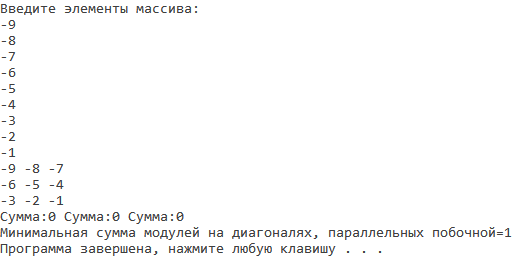 Введите элементы массива:
-9
-8
-7
-6
-5
-4
-3
-2
-1
-9 -8 -7
-6 -5 -4
-3 -2 -1
Сумма:0 Сумма:0 Сумма:0
Минимальная сумма модулей на диагоналях, параллельных побочной=1
Программа завершена, нажмите любую клавишу . . .